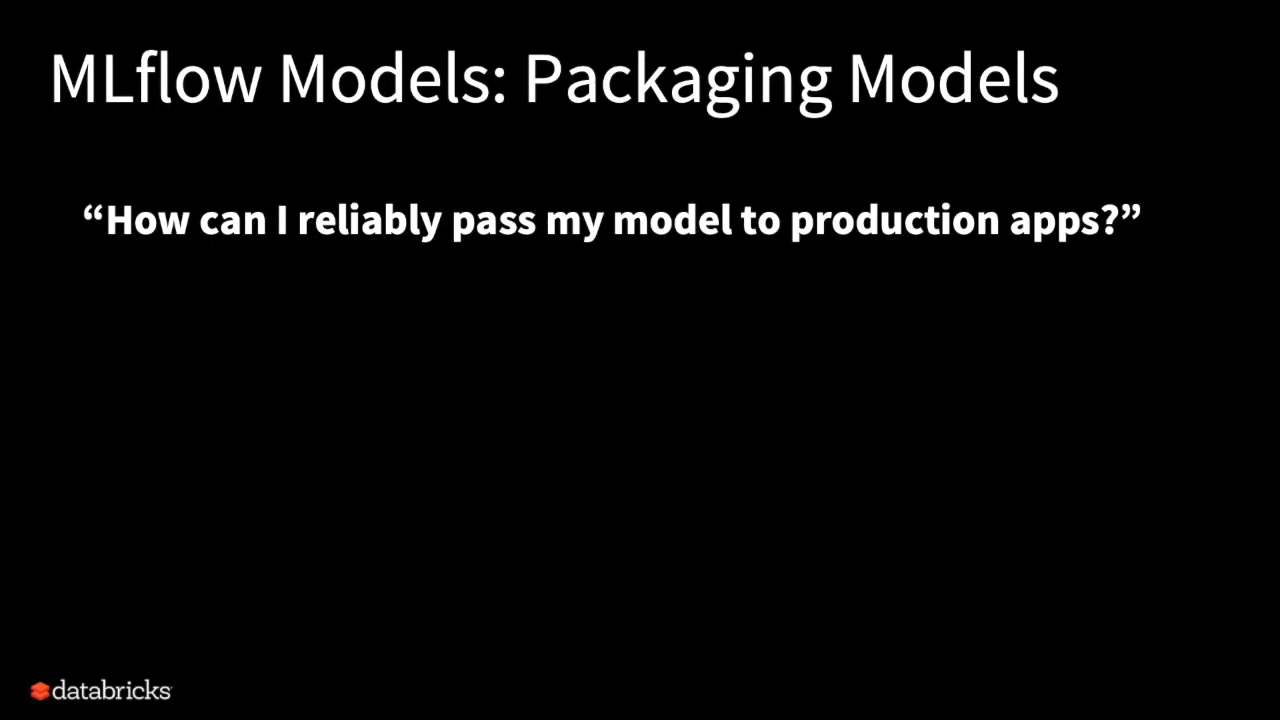 MLflow Models: Packaging Models
“How can I reliably pass my model to production apps?”
databricks